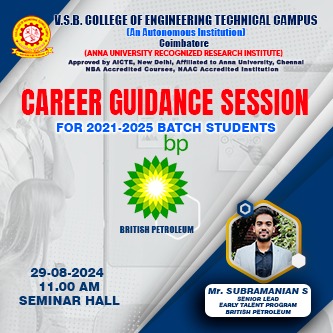 V.S.B. COLLEGE OF ENGINEERING TECHNICAL CAMPUS
(An Autonomous Institution)
Coimbatore
(ANNA UNIVERSITY RECOGNIZED RESEARCH INSTITUTE)
Approved by AICTE, New Delhi, Affiliated to Anna University, Chennai
NBA Accredited Courses, NAAC Accredited Institution
CAREER GUIDANCE SESSION
FOR 2021-2025 BATCH STUDENTS
bp
BRITISH PETROLEUM
29-08-2024
11.00 AM
SEMINAR HALL
Mr. SUBRAMANIAN S
SENIOR LEAD
EARLY TALENT PROGRAM
BRITISH PETROLEUM